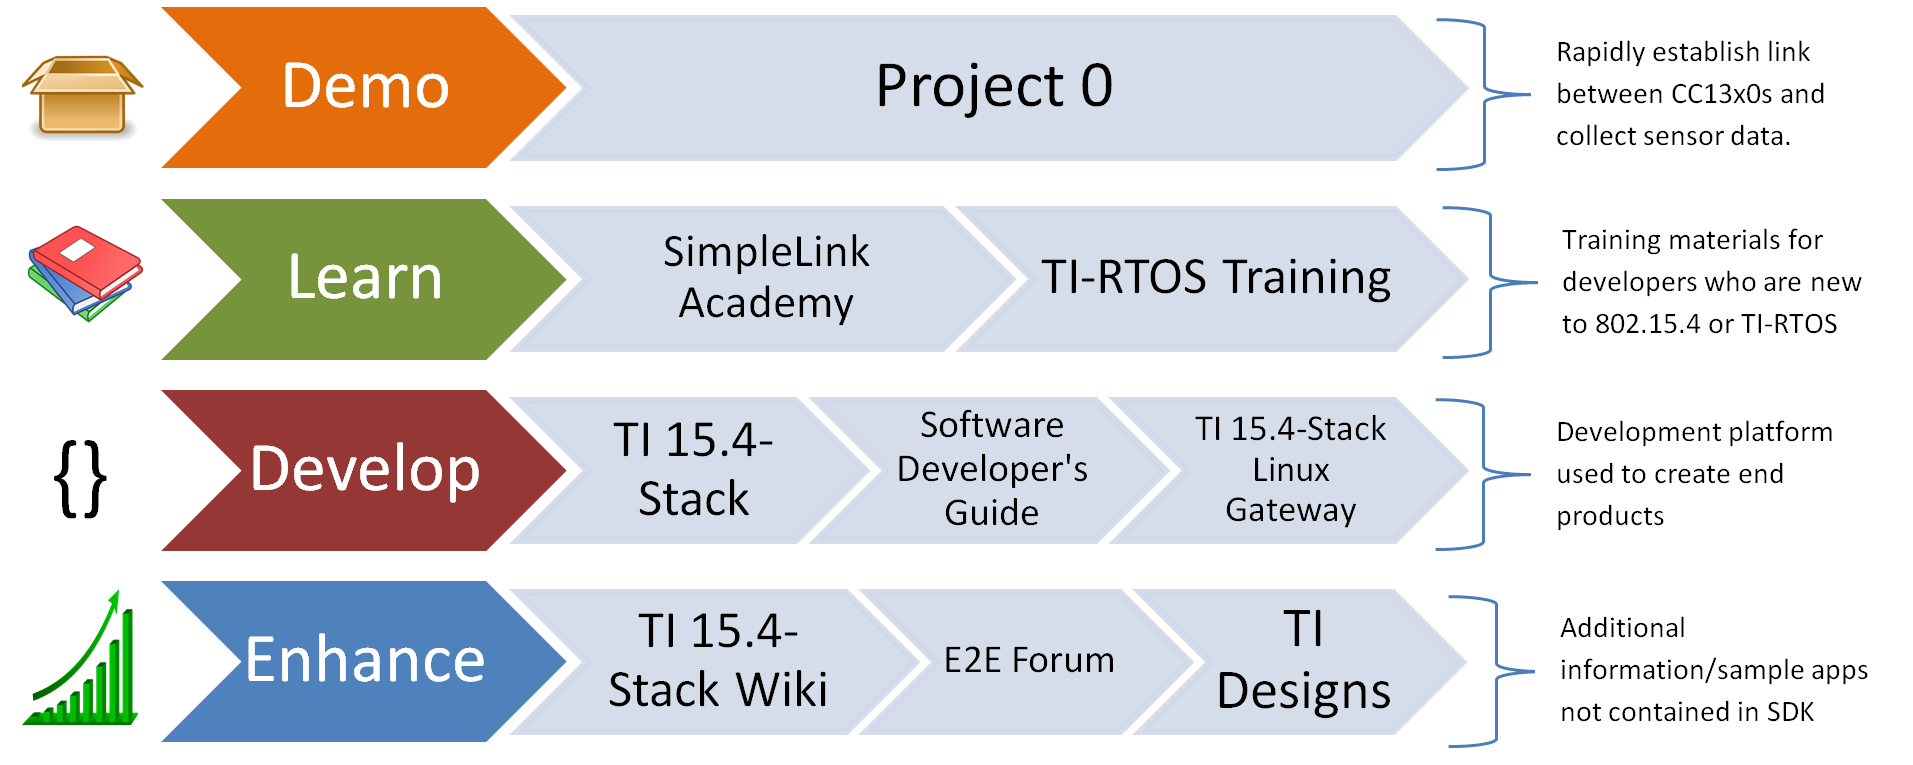 Demo
Project 0
Rapidly establish link
between CC13x0s and
collect sensor data.
Learn
SimpleLink
Academy
TI-RTOS Training
Training materials for
developers who are new
to 802.15.4 or TI-RTOS
{}
Develop
TI 15.4-
Stack
Software
Developer's
Guide
TI 15.4-Stack
Linux
Gateway
Development platform
used to create end
products
Enhance
TI 15.4-
Stack Wiki
E2E Forum
TI
Designs
Additional
information/sample apps
not contained in SDK